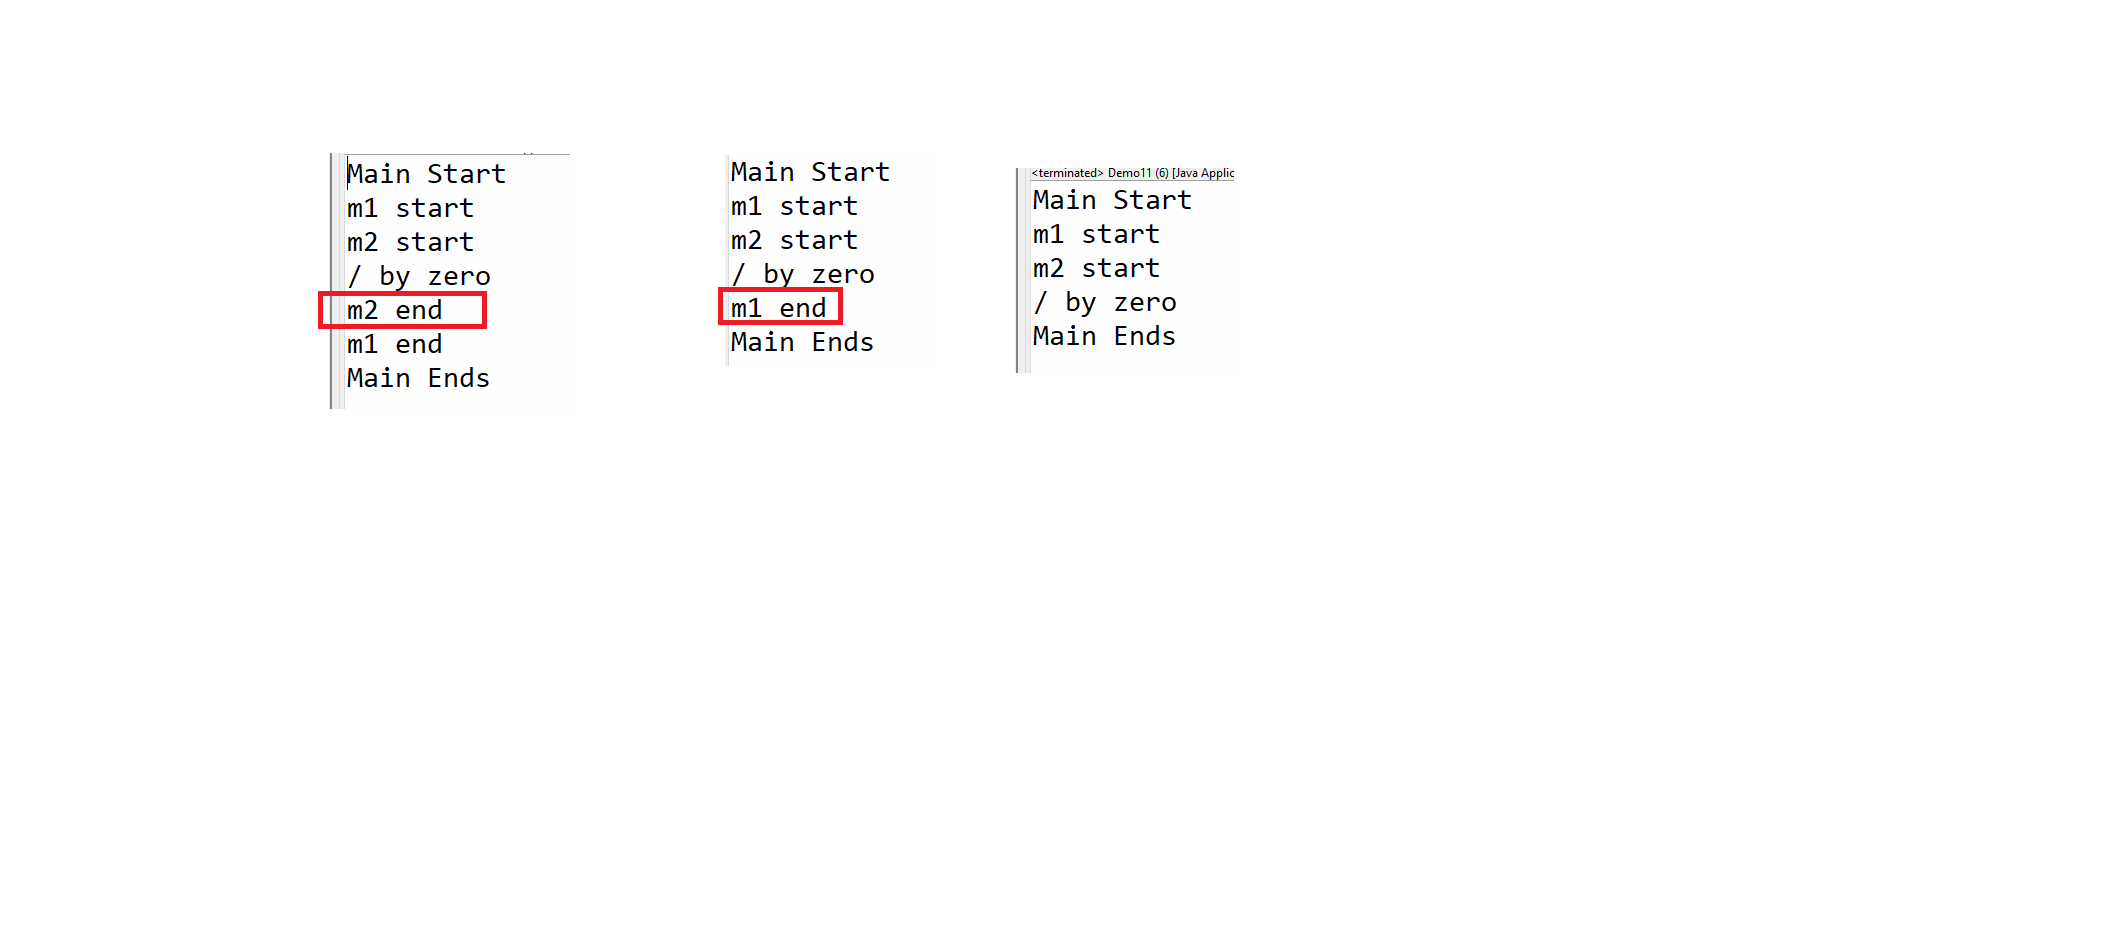 Main Start
m1 start
m2 start
/ by zero
m2 end
m1 end
Main Ends
Main Start
m1 start
m2 start
/ by zero
m1 end
Main Ends
<terminated> Demo11 (6) [Java Applic
Main Start
m1 start
m2 start
/ by zero
Main Ends